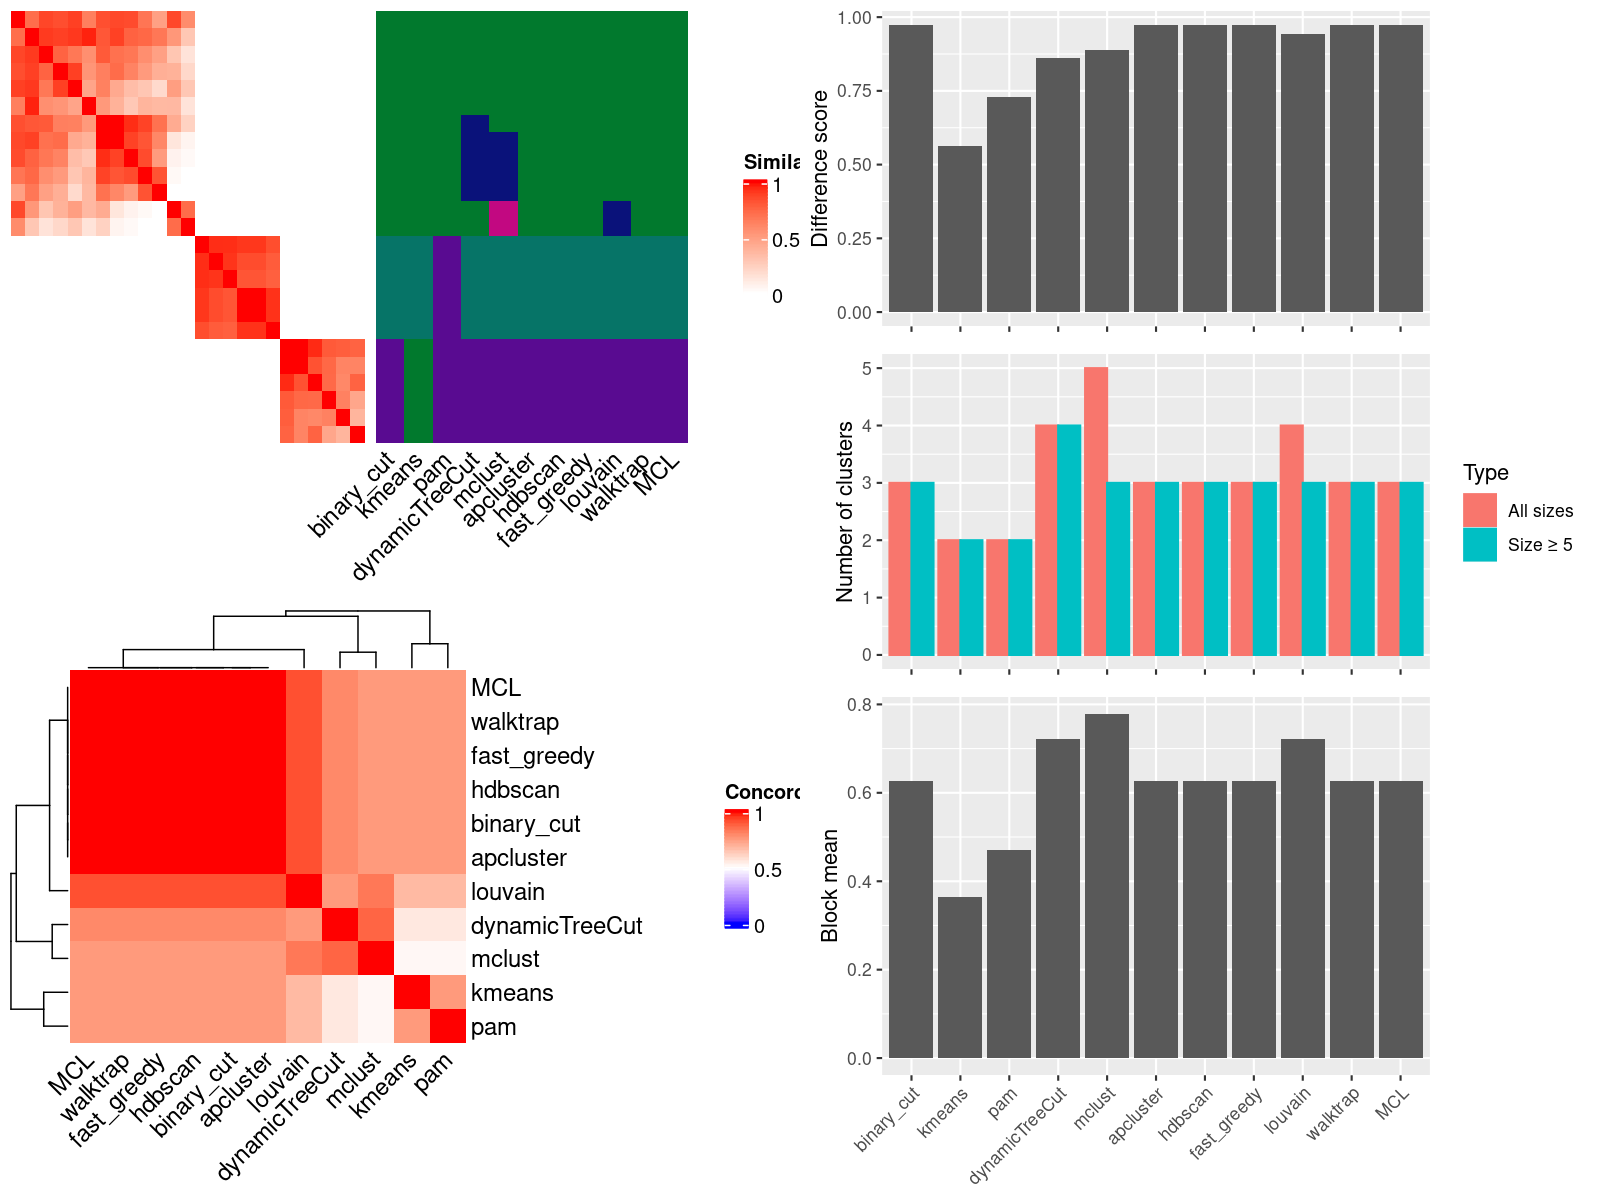 Simila
1
0.5
0
binary_cut
kmeans
pam
dynamicTreeCut
mclust
apcluster
hdbscan
fast_greedy
louvain
walktrap
MCL
MCL
walktrap
fast_greedy
hdbscan
binary_cut
apcluster
louvain
dynamicTreeCut
mclust
kmeans
pam
Concord
1
0.5
0
MCL
walktrap
fast_greedy
hdbscan
binary_cut
apcluster
louvain
dynamicTreeCut
mclust
kmeans
pam
Difference score
1.00
0.75
0.50
0.25
0.00
Number of clusters
5
4
3
2
1
0
Type
All sizes
Size ≥ 5
Block mean
0.8
0.6
0.4
0.2
0.0
binary_cut
kmeans
pam
dynamicTreeCut
mclust
apcluster
hdbscan
fast_greedy
louvain
walktrap
MCL